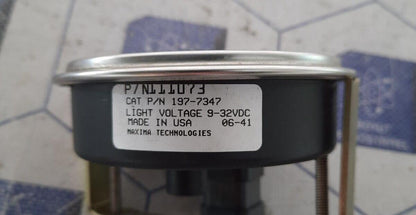 P/N111073
CAT P/N 197-7347
LIGHT VOLTAGE 9-32VDC
MADE IN USA 06-41
MAXIMA TECHNOLOGIES